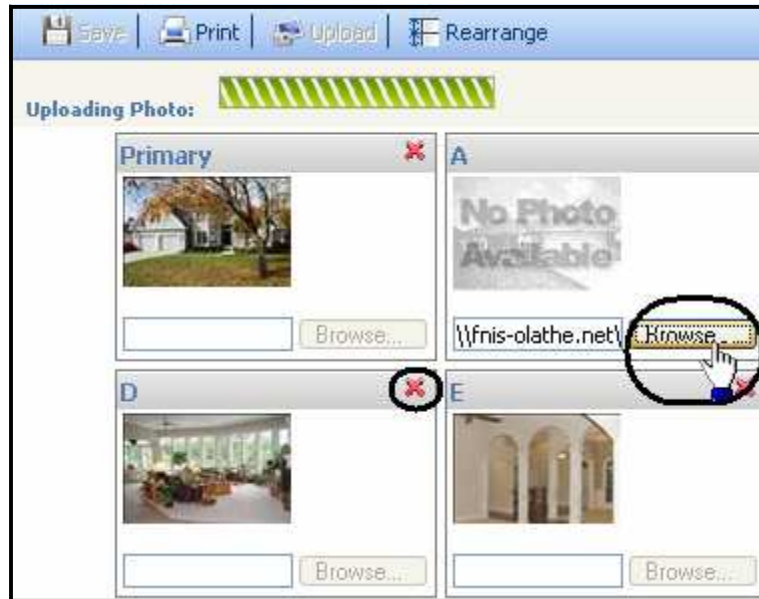 Save Print Upload Rearrange
Uploading Photo:
Primary A
No Photo
Available
Browse... \\fnis-olathe.net\ Browse...
D E
Browse... Browse...